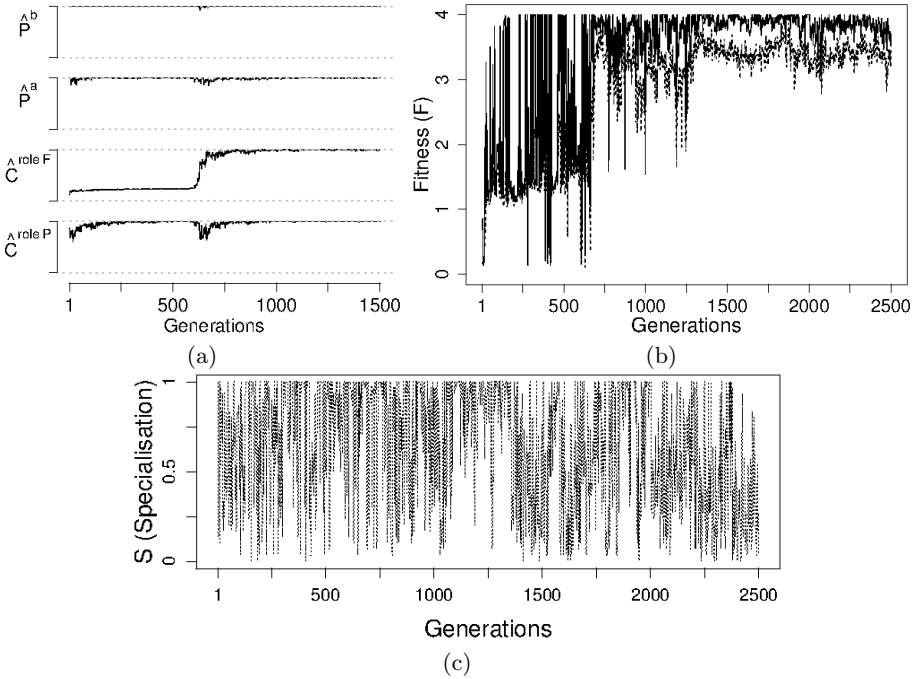 P̂ b
P̂ a
Ĉ role F
Ĉ role P
1 500 1000 1500
Generations
(a)
Fitness (F)
4
3
2
1
0
1 500 1000 1500 2000 2500
Generations
(b)
S (Specialisation)
1
0.5
0
1 500 1000 1500 2000 2500
Generations
(c)